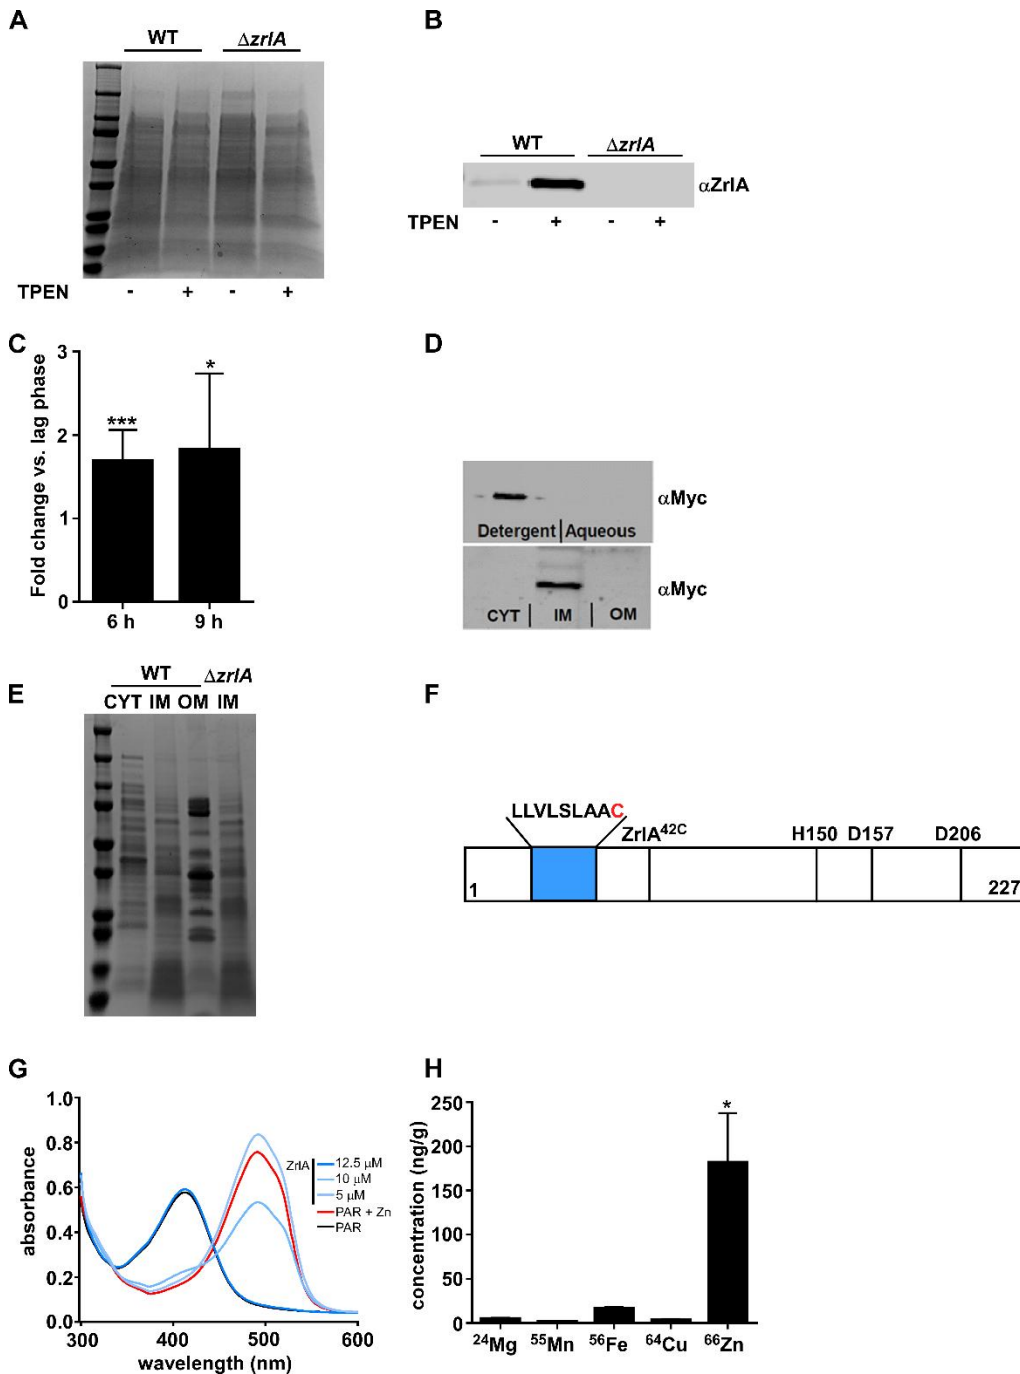 A
WT ΔzrlA
TPEN - + - +
B
WT ΔzrlA
αZrlA
TPEN - + - +
C
Fold change vs. lag phase
3
2
1
0
***
*
6 h 9 h
D
αMyc
Detergent Aqueous
αMyc
CYT IM OM
E
WT ΔzrlA
CYT IM OM IM
F
LLVLSLAAC
ZrlA42C H150 D157 D206
1 227
G
absorbance
1.0
0.8
0.6
0.4
0.2
0.0
ZrlA 12.5 μM
10 μM
5 μM
PAR + Zn
PAR
300 400 500 600
wavelength (nm)
H
concentration (ng/g)
250
200
150
100
50
0
*
24Mg 55Mn 56Fe 64Cu 66Zn